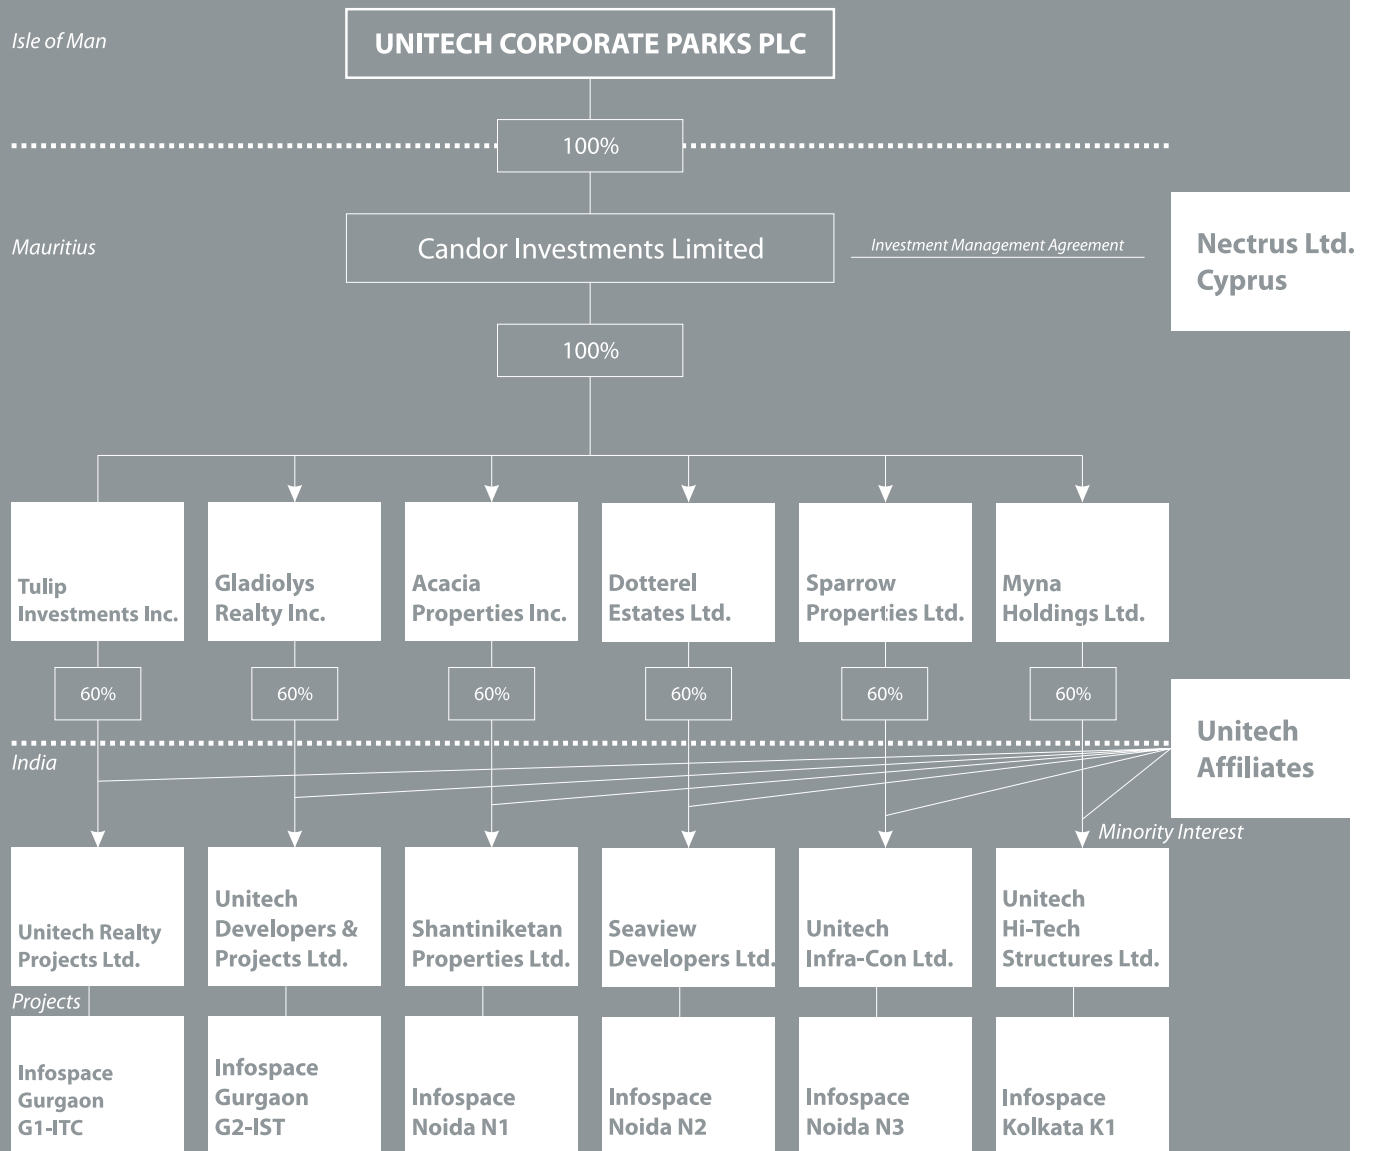 Isle of Man
UNITECH CORPORATE PARKS PLC
100%
Mauritius
Candor Investments Limited
Investment Management Agreement
Nectrus Ltd.
Cyprus
100%
Tulip
Investments Inc.
Gladiolys
Realty Inc.
Acacia
Properties Inc.
Dotterel
Estates Ltd.
Sparrow
Properties Ltd.
Myna
Holdings Ltd.
60%
60%
60%
60%
60%
60%
Unitech
Affiliates
India
Minority Interest
Unitech Realty
Projects Ltd.
Unitech
Developers &
Projects Ltd.
Shantiniketan
Properties Ltd.
Seaview
Developers Ltd.
Unitech
Infra-Con Ltd.
Unitech
Hi-Tech
Structures Ltd.
Projects
Infospace
Gurgaon
G1-ITC
Infospace
Gurgaon
G2-IST
Infospace
Noida N1
Infospace
Noida N2
Infospace
Noida N3
Infospace
Kolkata K1